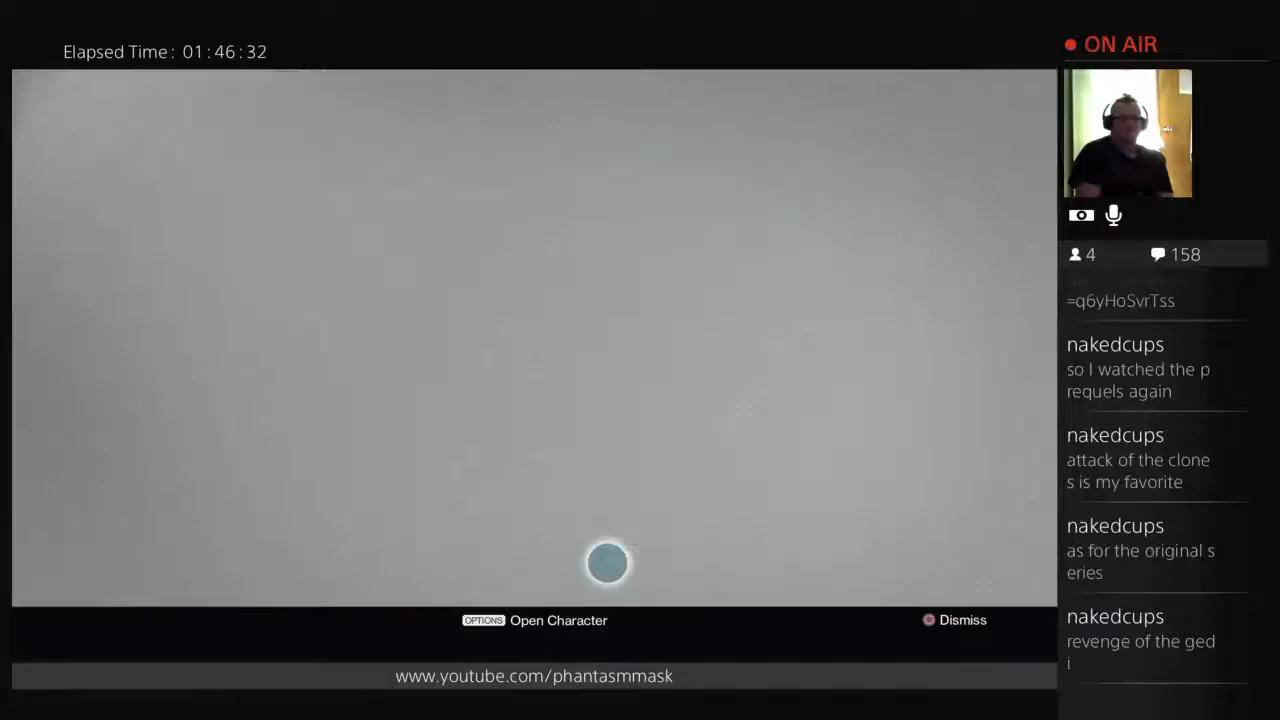 Elapsed Time: 01:46:32
ON AIR
4 158
=q6yHoSvrTss
nakedcups
so I watched the p
requels again
nakedcups
attack of the clone
s is my favorite
nakedcups
as for the original s
eries
nakedcups
revenge of the ged
i
OPTIONS Open Character
Dismiss
www.youtube.com/phantasmmask